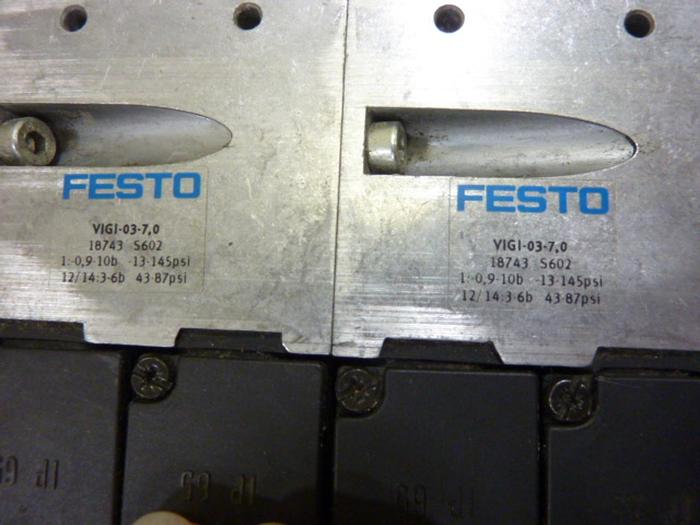 FESTO
VIGI-03-7,0
18743 S602
1:-0,9-10b -13-145psi
12/14:3-6b 43-87psi
FESTO
VIGI-03-7,0
18743 S602
1:-0,9-10b -13-145psi
12/14:3-6b 43-87psi
IP 65
IP 65
IP 65
IP 65